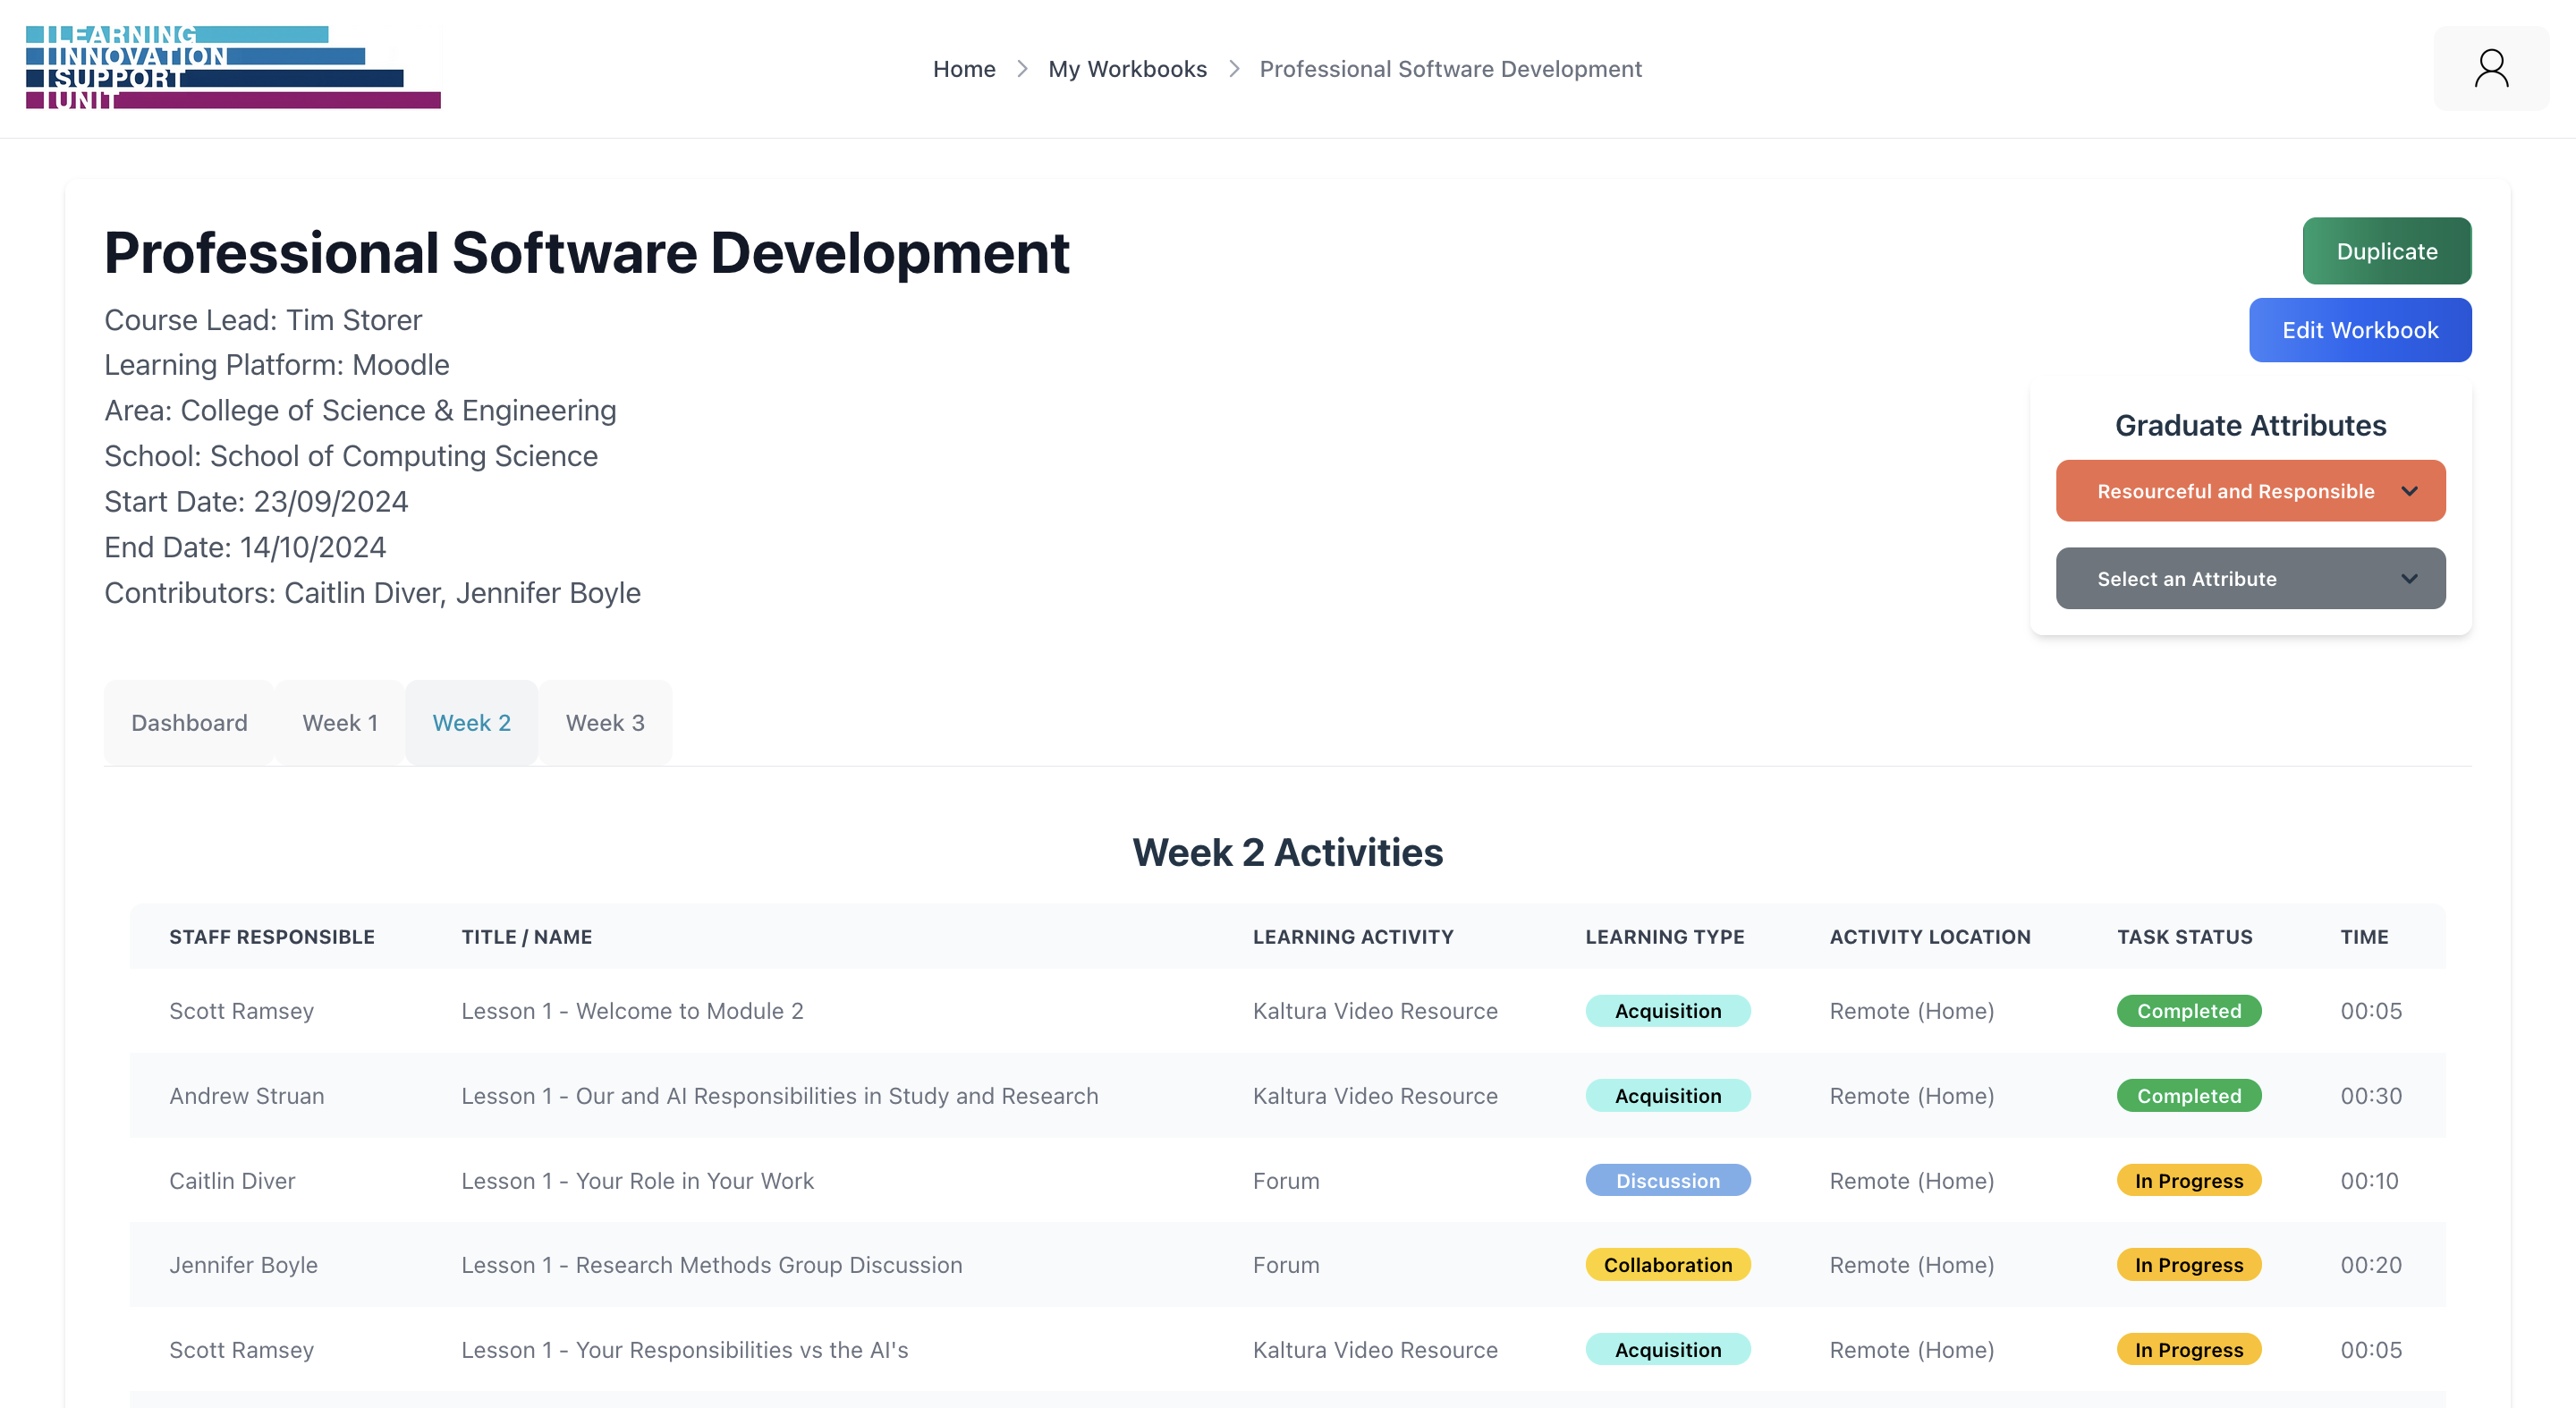 LEARNING
INNOVATION
SUPPORT
UNIT
Home > My Workbooks > Professional Software Development
Professional Software Development
Duplicate
Edit Workbook
Course Lead: Tim Storer
Learning Platform: Moodle
Area: College of Science & Engineering
School: School of Computing Science
Start Date: 23/09/2024
End Date: 14/10/2024
Contributors: Caitlin Diver, Jennifer Boyle
Graduate Attributes
Resourceful and Responsible
Select an Attribute
Dashboard Week 1 Week 2 Week 3
Week 2 Activities
STAFF RESPONSIBLE TITLE / NAME LEARNING ACTIVITY LEARNING TYPE ACTIVITY LOCATION TASK STATUS TIME
Scott Ramsey Lesson 1 - Welcome to Module 2 Kaltura Video Resource Acquisition Remote (Home) Completed 00:05
Andrew Struan Lesson 1 - Our and AI Responsibilities in Study and Research Kaltura Video Resource Acquisition Remote (Home) Completed 00:30
Caitlin Diver Lesson 1 - Your Role in Your Work Forum Discussion Remote (Home) In Progress 00:10
Jennifer Boyle Lesson 1 - Research Methods Group Discussion Forum Collaboration Remote (Home) In Progress 00:20
Scott Ramsey Lesson 1 - Your Responsibilities vs the AI's Kaltura Video Resource Acquisition Remote (Home) In Progress 00:05